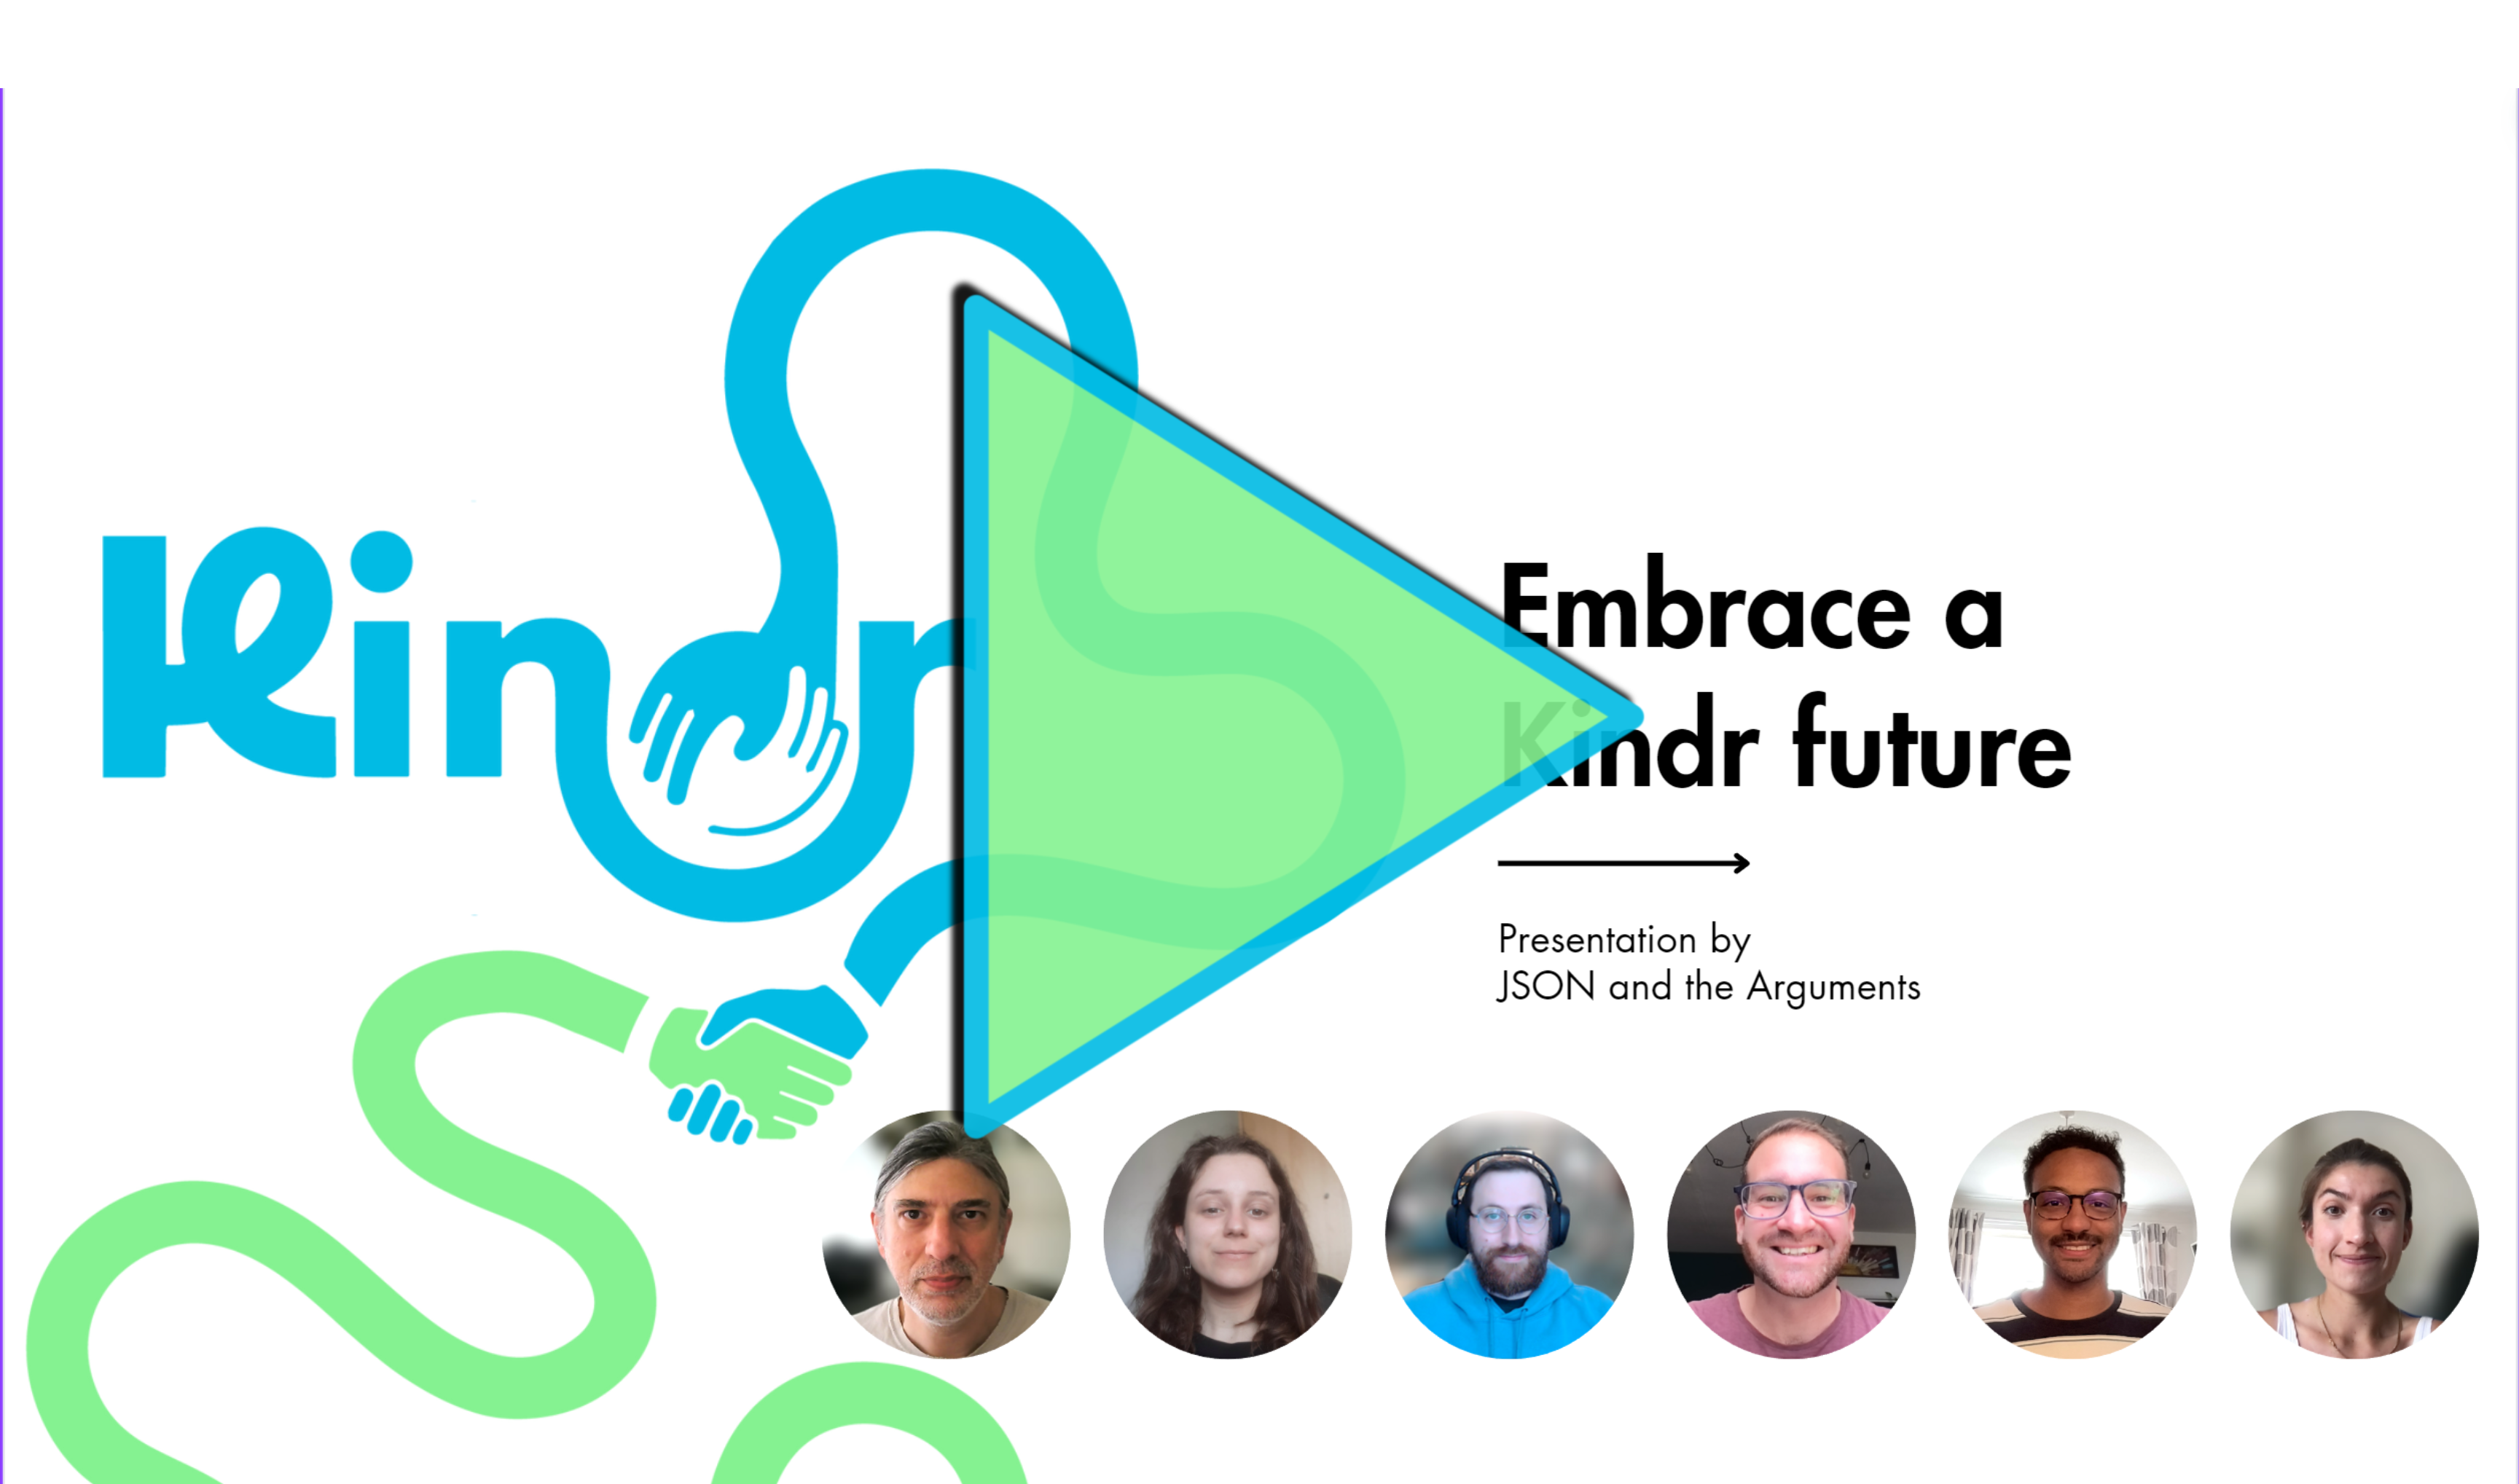 Kindr
Embrace a
Kindr future
Presentation by
JSON and the Arguments